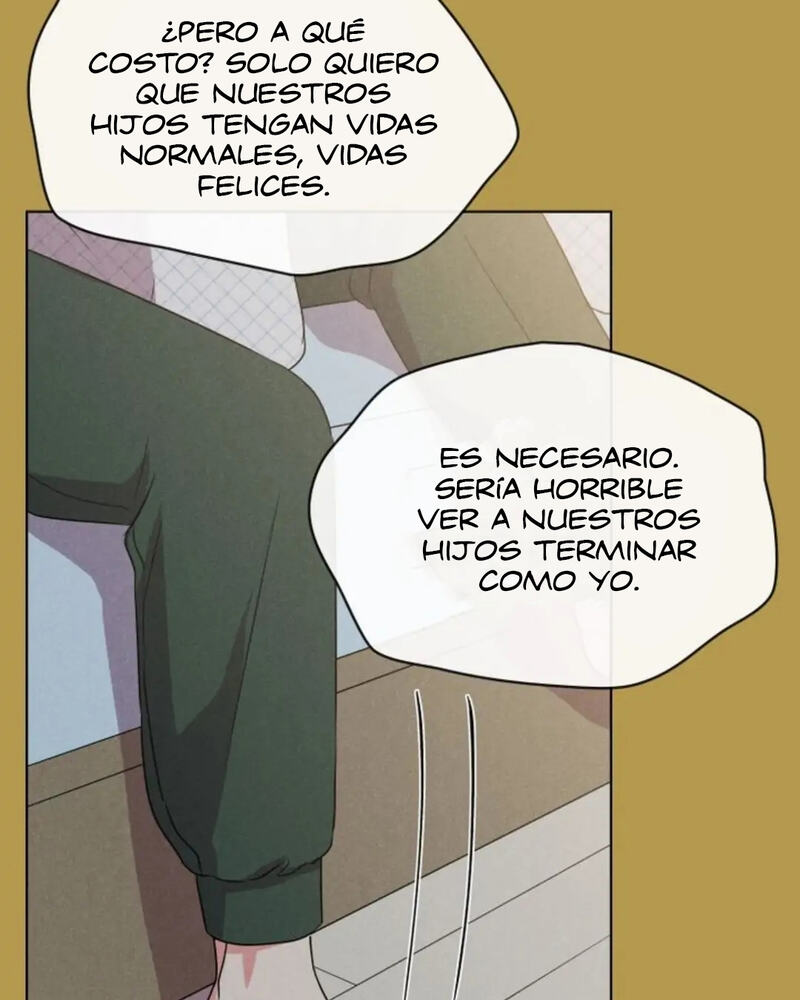 ¿PERO A QUÉ
COSTO? SOLO QUIERO
QUE NUESTROS
HIJOS TENGAN VIDAS
NORMALES, VIDAS
FELICES.
ES NECESARIO.
SERÍA HORRIBLE
VER A NUESTROS
HIJOS TERMINAR
COMO YO.